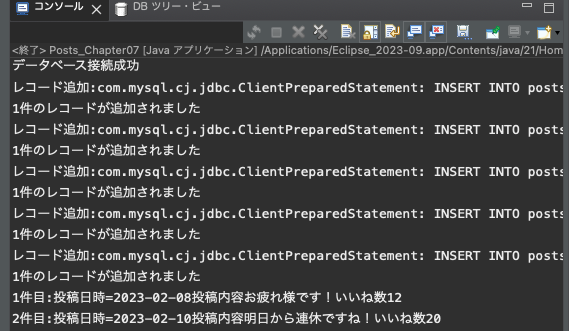 コンソール
DB ツリー・ビュー
<終了> Posts_Chapter07 [Java アプリケーション] /Applications/Eclipse_2023-09.app/Contents/java/21/Hom
データベース接続成功
レコード追加:com.mysql.cj.jdbc.ClientPreparedStatement: INSERT INTO posts
1件のレコードが追加されました
レコード追加:com.mysql.cj.jdbc.ClientPreparedStatement: INSERT INTO posts
1件のレコードが追加されました
レコード追加:com.mysql.cj.jdbc.ClientPreparedStatement: INSERT INTO posts
1件のレコードが追加されました
レコード追加:com.mysql.cj.jdbc.ClientPreparedStatement: INSERT INTO posts
1件のレコードが追加されました
レコード追加:com.mysql.cj.jdbc.ClientPreparedStatement: INSERT INTO posts
1件のレコードが追加されました
1件目:投稿日時=2023-02-08投稿内容お疲れ様です！いいね数12
2件目:投稿日時=2023-02-10投稿内容明日から連休ですね！いいね数20